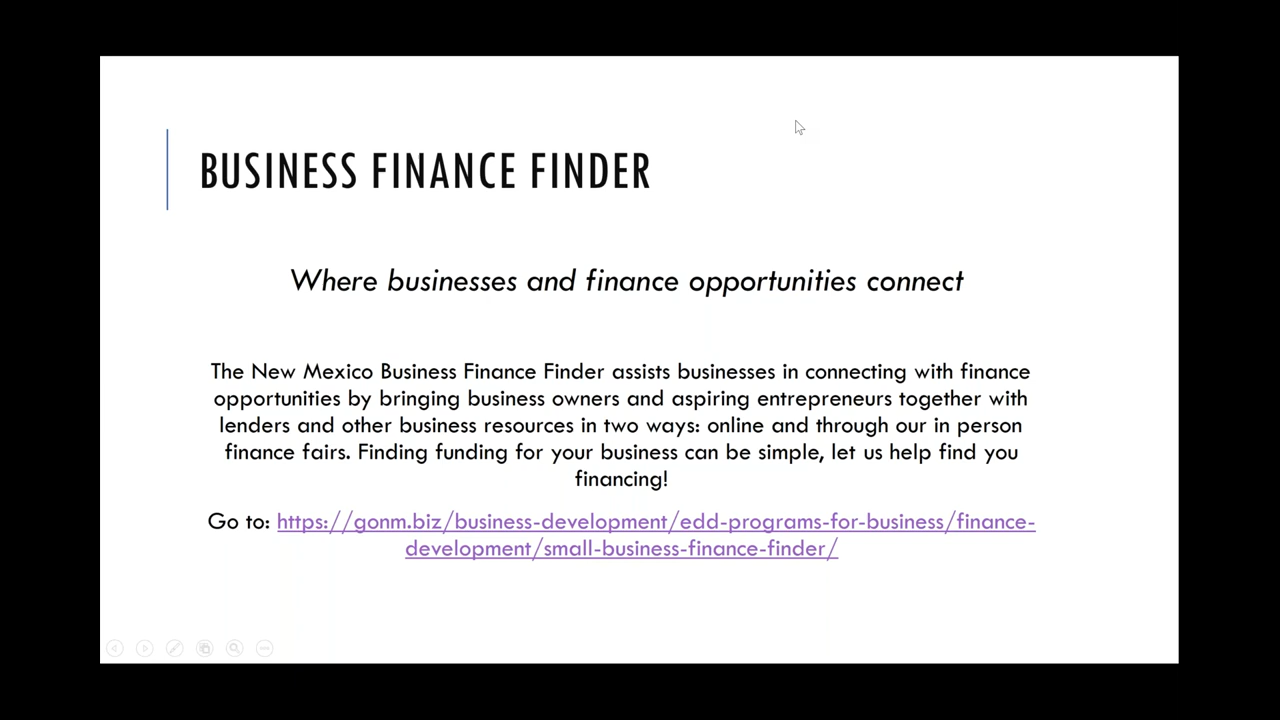 BUSINESS FINANCE FINDER
Where businesses and finance opportunities connect
The New Mexico Business Finance Finder assists businesses in connecting with finance
opportunities by bringing business owners and aspiring entrepreneurs together with
lenders and other business resources in two ways: online and through our in person
finance fairs. Finding funding for your business can be simple, let us help find you
financing!
Go to: https://gonm.biz/business-development/edd-programs-for-business/finance-
development/small-business-finance-finder/